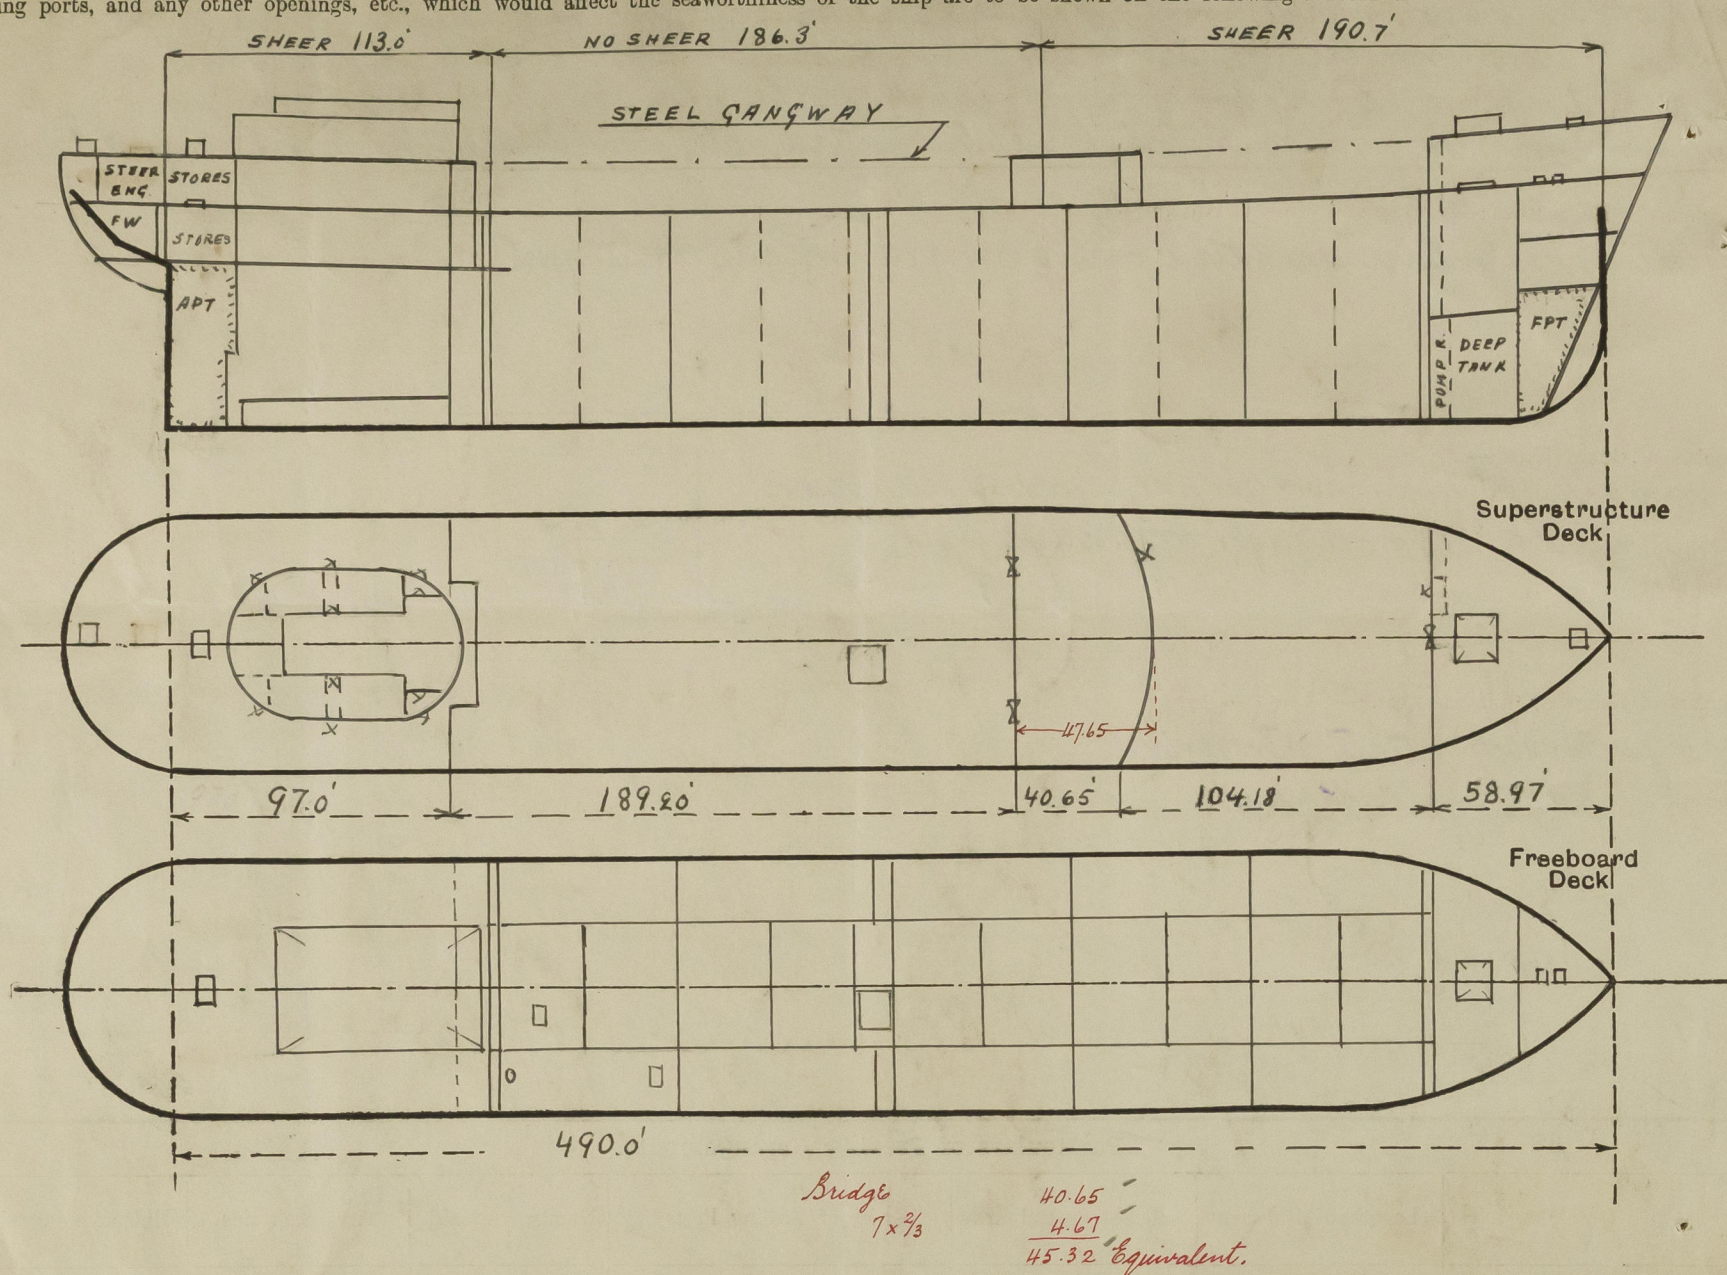 ing ports, and any other openings, etc., which would affect the seaworthiness of the ship are to be shown on the following
SHEER 113.0' NO SHEER 186.3' SHEER 190.7'
STEEL GANGWAY
STEER ENG.
STORES
FW
STORES
APT
PUMP R.
DEEP TANK
FPT
Superstructure
Deck
47.65
97.0' 189.20' 40.65' 104.18' 58.97'
Freeboard
Deck
490.0'
Bridge 40.65
7 x 2/3 4.67
45.32 Equivalent.